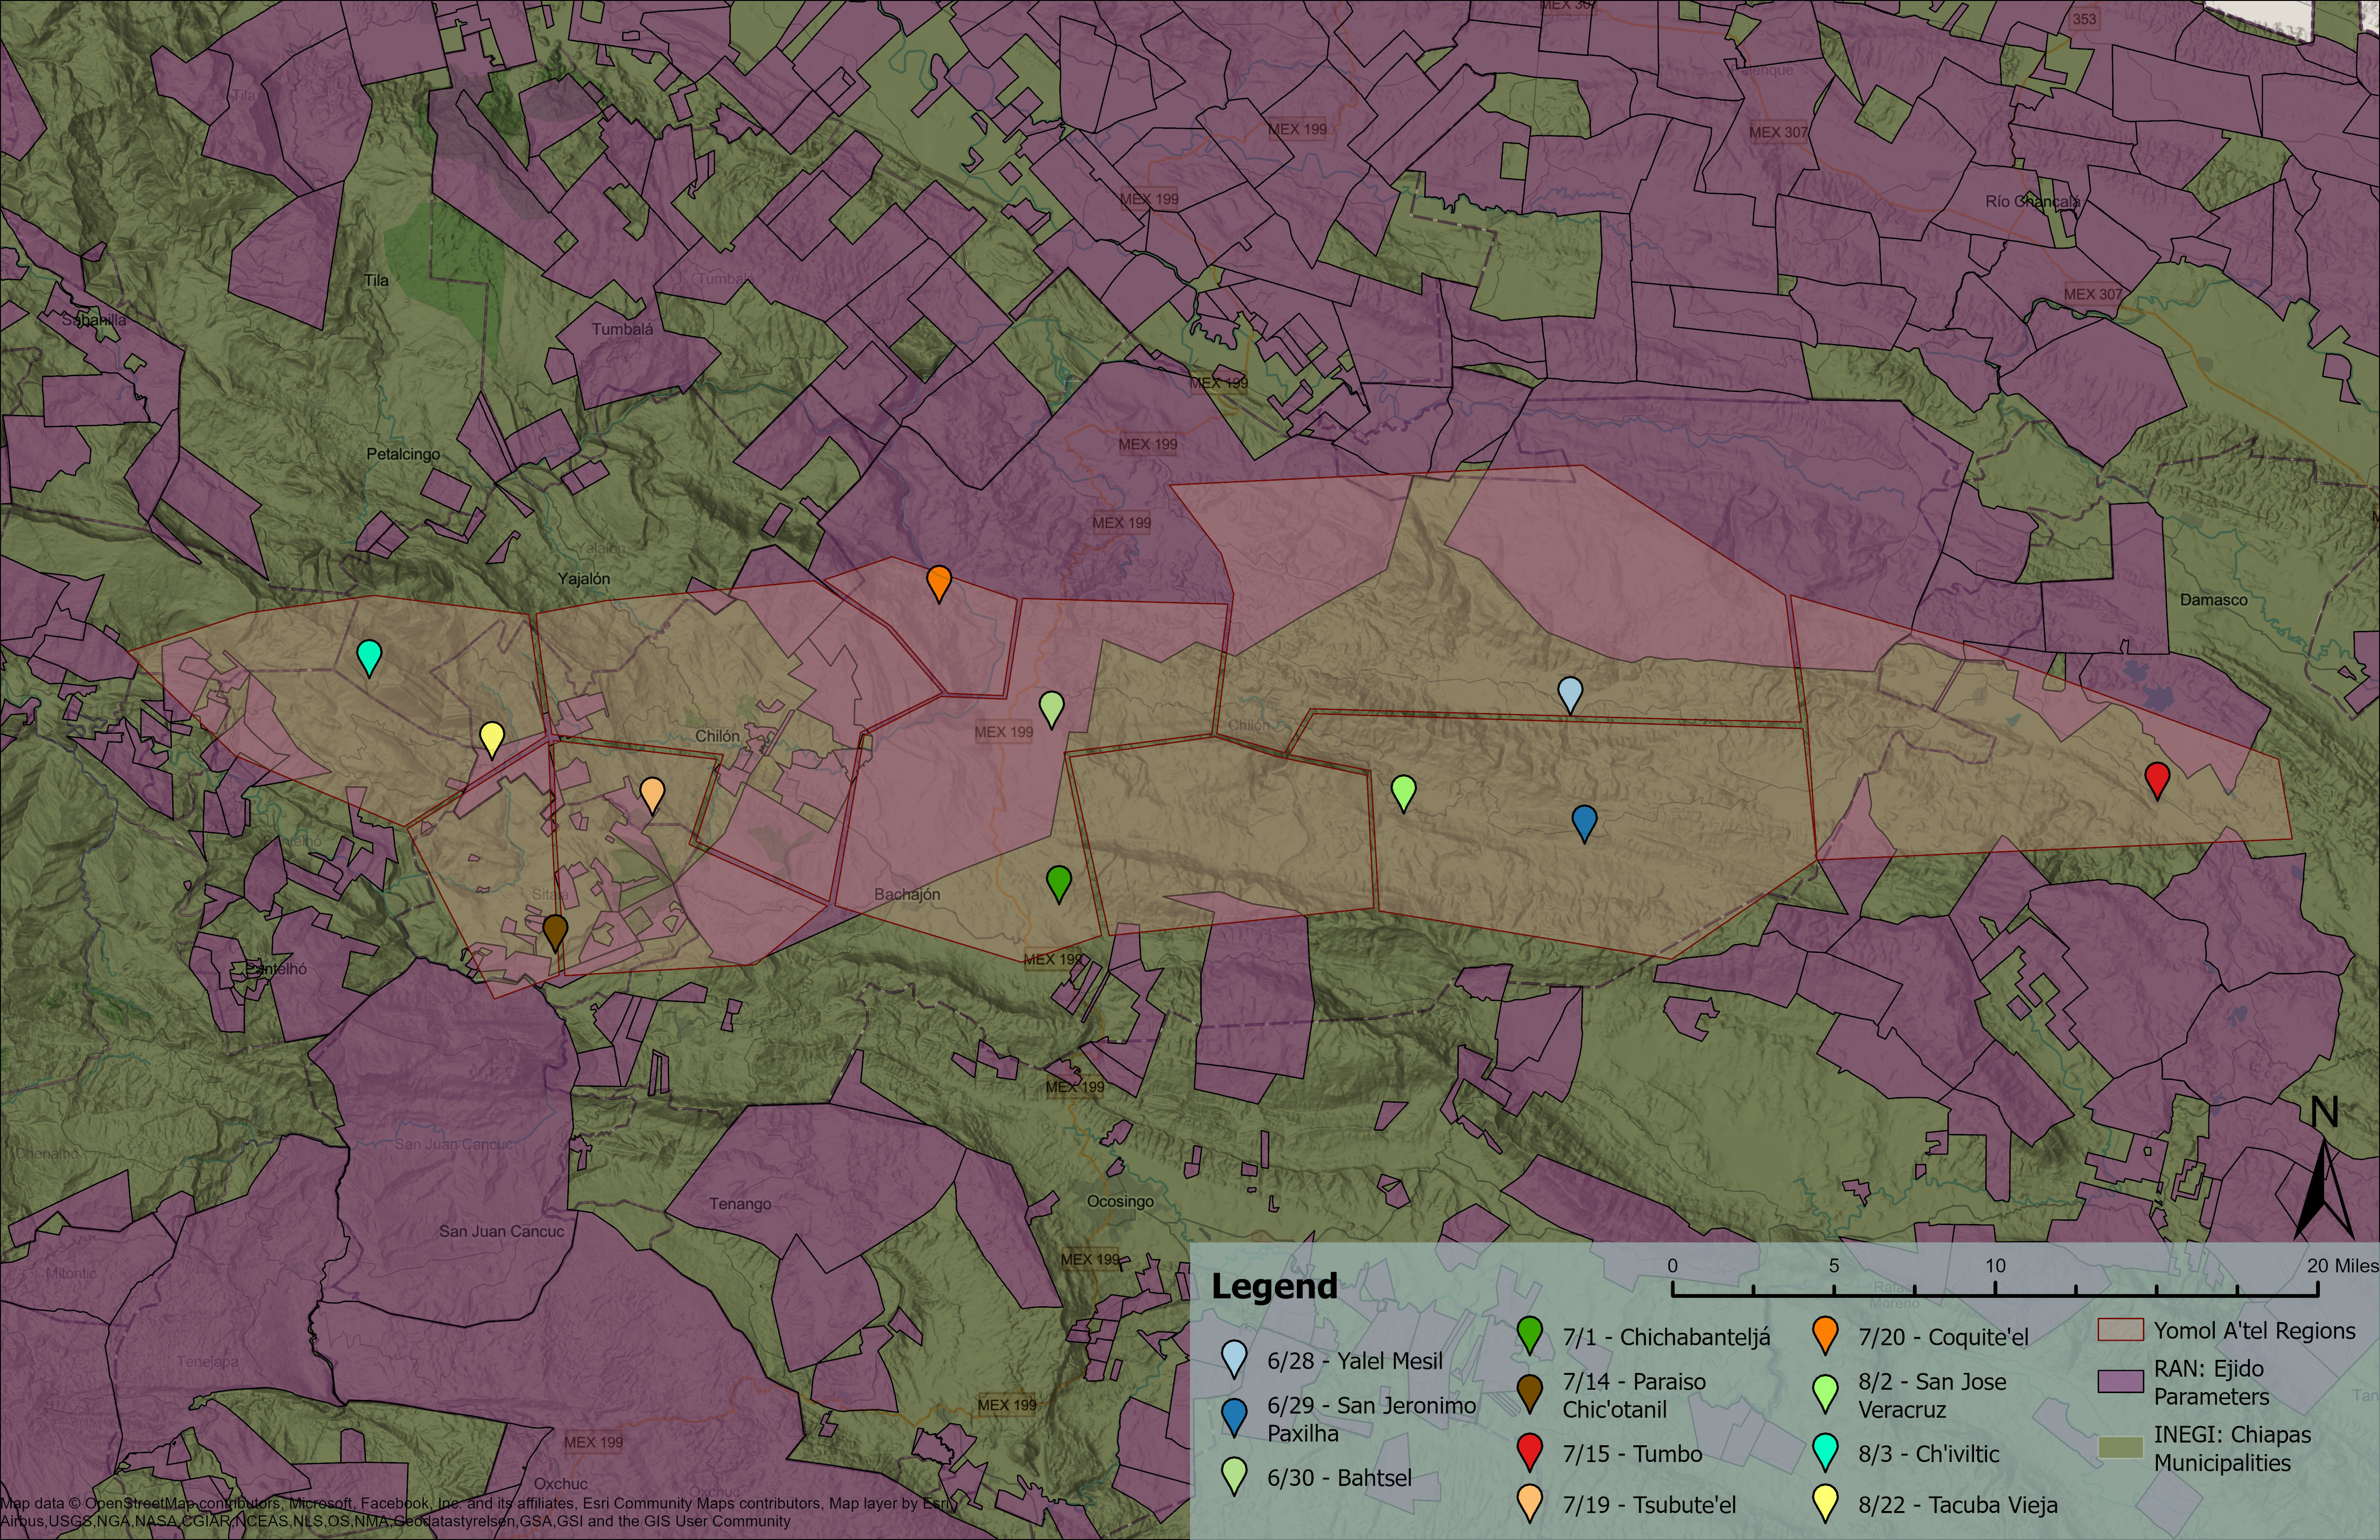 MEX 307
353
Palenque
Tila
MEX 199
MEX 307
MEX 199
Río Chancalá
Tumbalá
Tila
MEX 307
Sabanilla
Tumbalá
MEX 199
MEX 199
Petalcingo
MEX 199
Yajalón
Yajalón
Damasco
Chilón
MEX 199
Chilón
Sitalá
Bachajón
MEX 199
Pantelhó
MEX 199
San Juan Cancuc
Chenalhó
Ocosingo
Tenango
San Juan Cancuc
MEX 199
Mitontic
Tenejapa
MEX 199
MEX 199
Oxchuc
Oxchuc
N
0 5 10 20 Miles
Legend
6/28 - Yalel Mesil
6/29 - San Jeronimo
Paxilha
6/30 - Bahtsel
7/1 - Chichabanteljá
7/14 - Paraiso
Chic'otanil
7/15 - Tumbo
7/19 - Tsubute'el
7/20 - Coquite'el
8/2 - San Jose
Veracruz
8/3 - Ch'iviltic
8/22 - Tacuba Vieja
Yomol A'tel Regions
RAN: Ejido
Parameters
INEGI: Chiapas
Municipalities
Map data © OpenStreetMap contributors, Microsoft, Facebook, Inc. and its affiliates, Esri Community Maps contributors, Map layer by Esri
Airbus,USGS,NGA,NASA,CGIAR,NCEAS,NLS,OS,NMA,Geodatastyrelsen,GSA,GSI and the GIS User Community